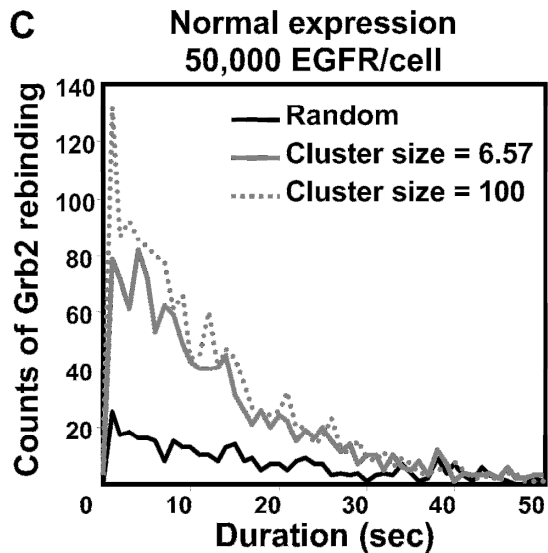 C
Normal expression
50,000 EGFR/cell
Counts of Grb2 rebinding
140
120
100
80
60
40
20
Random
Cluster size = 6.57
Cluster size = 100
0 10 20 30 40 50
Duration (sec)